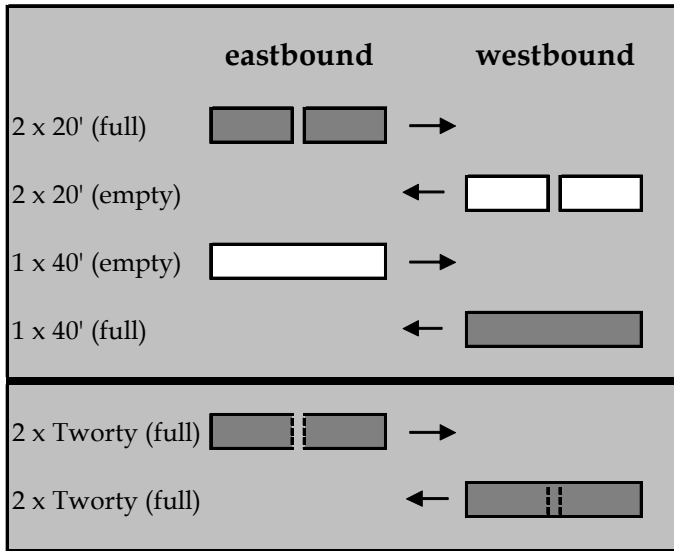 eastbound westbound
2 x 20' (full)
2 x 20' (empty)
1 x 40' (empty)
1 x 40' (full)
2 x Tworty (full)
2 x Tworty (full)